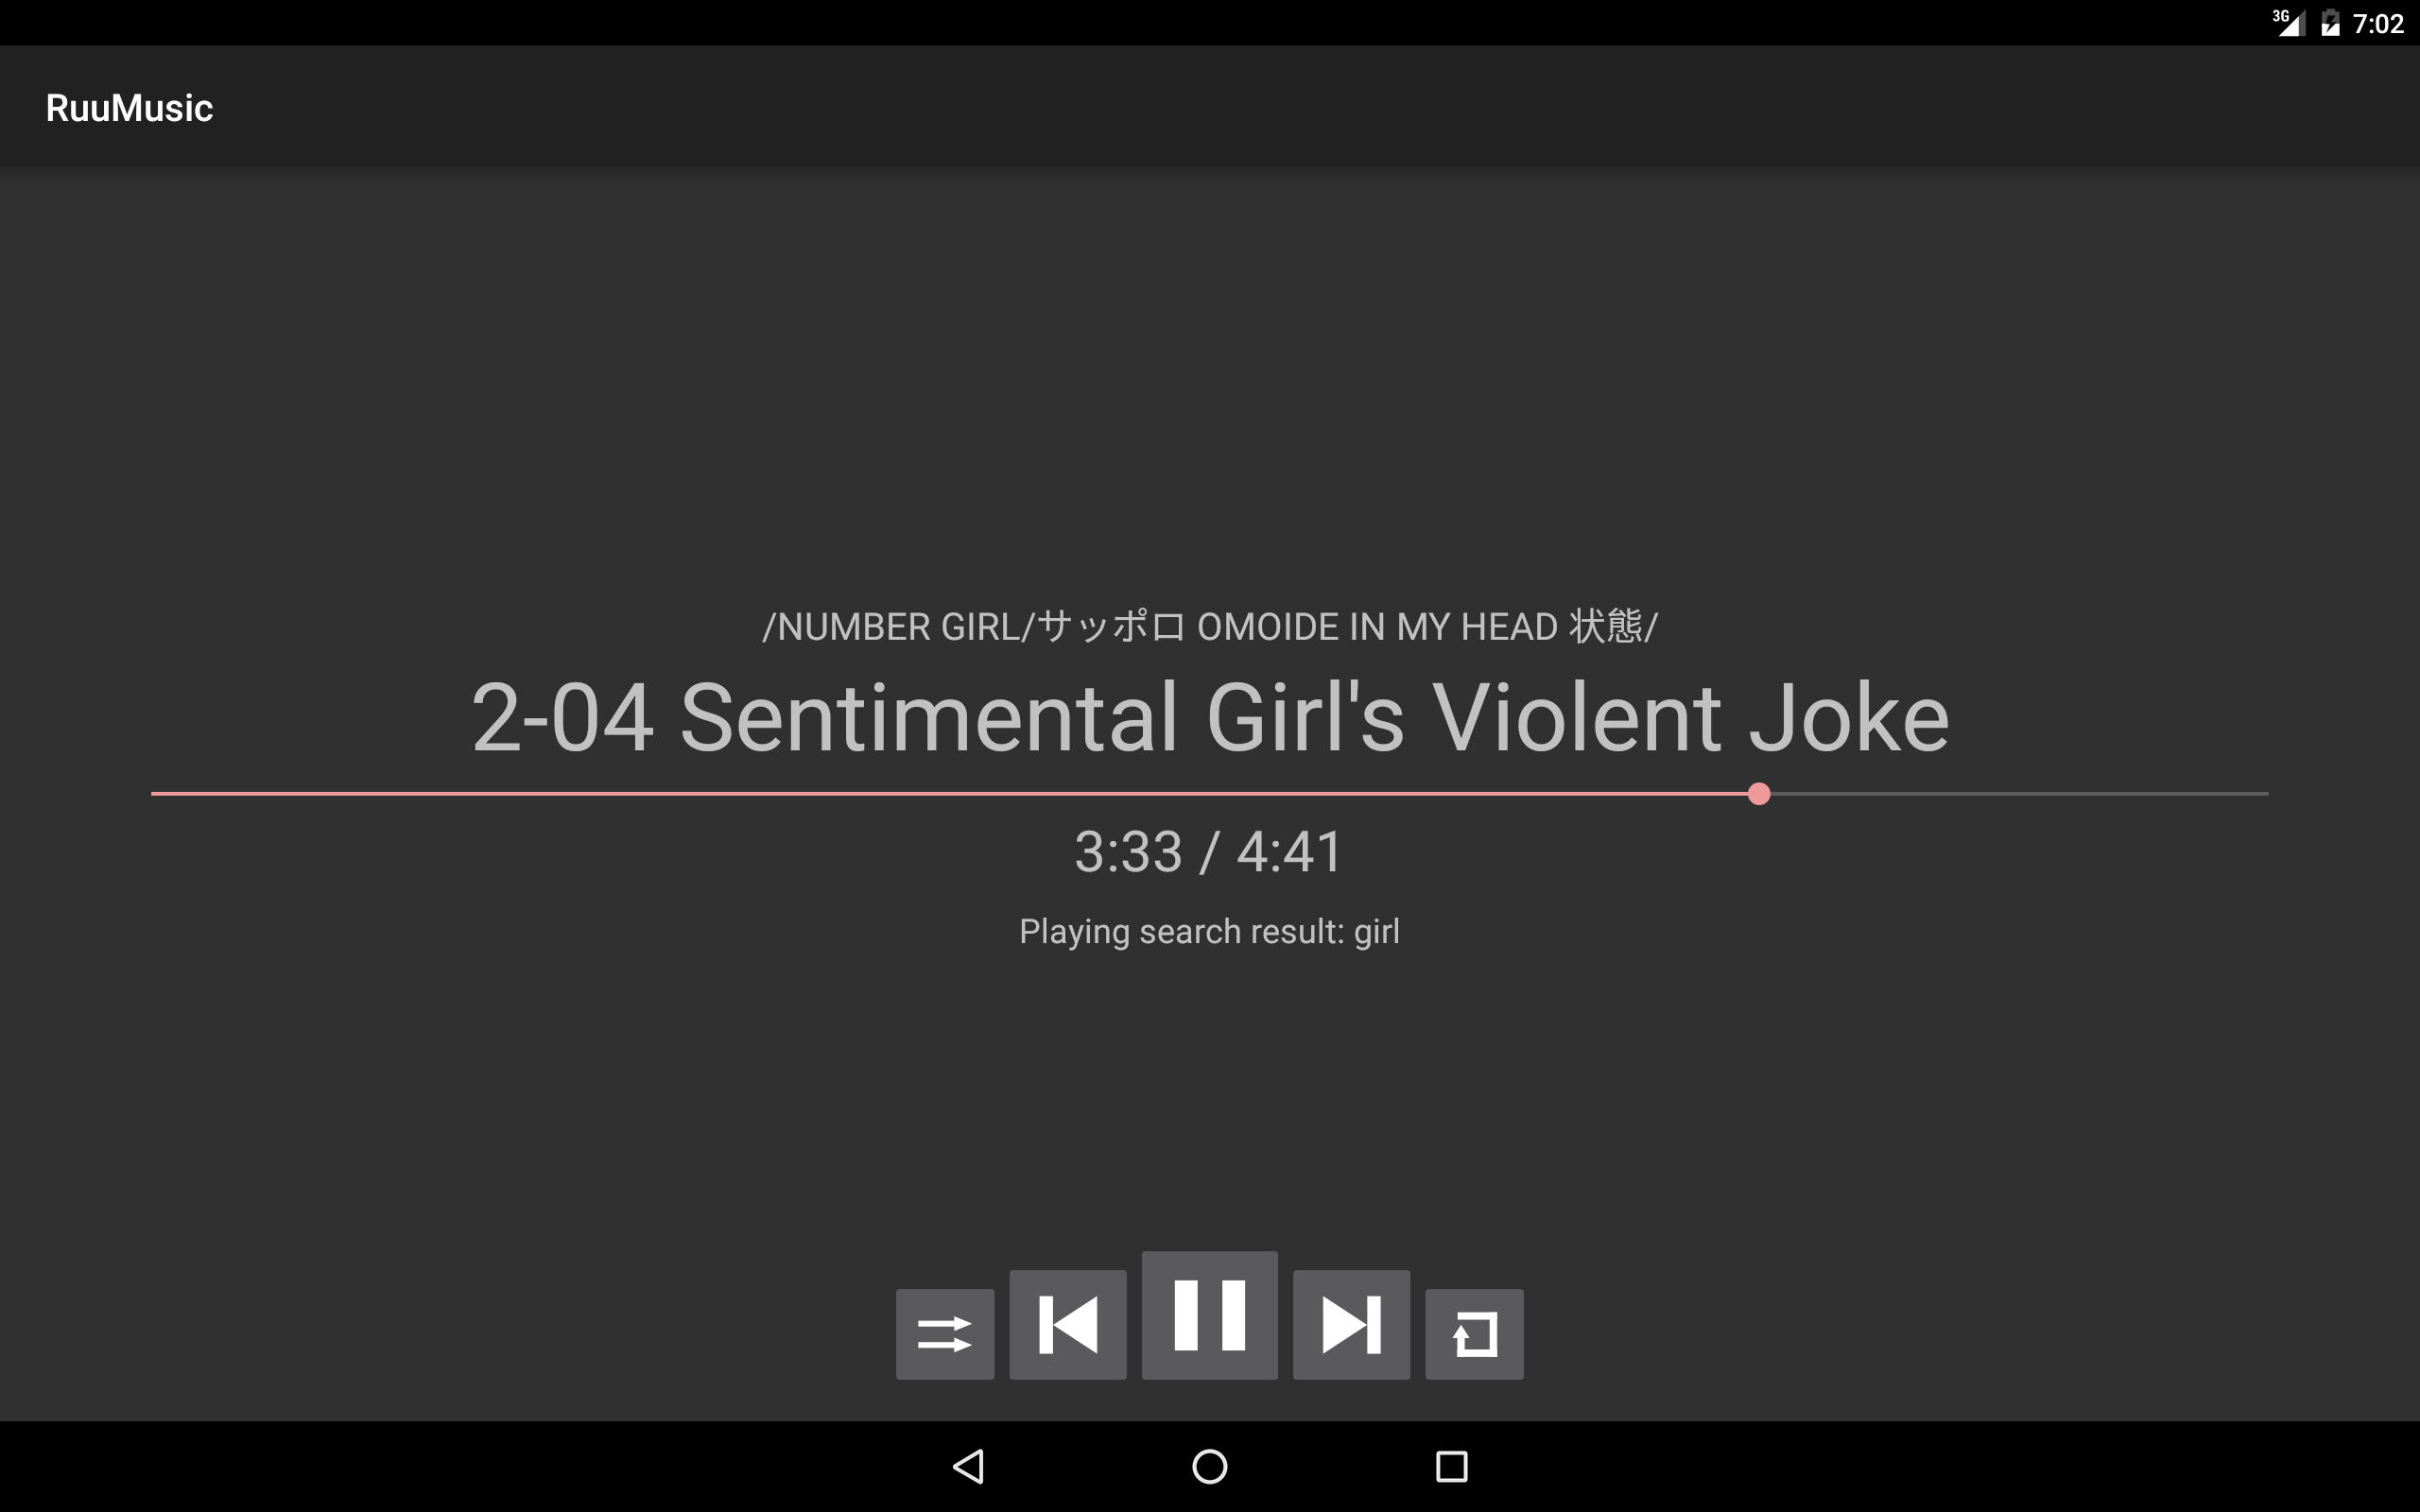 3G 7:02
RuuMusic
/NUMBER GIRL/サッポロ OMOIDE IN MY HEAD 状態/
2-04 Sentimental Girl's Violent Joke
3:33 / 4:41
Playing search result: girl